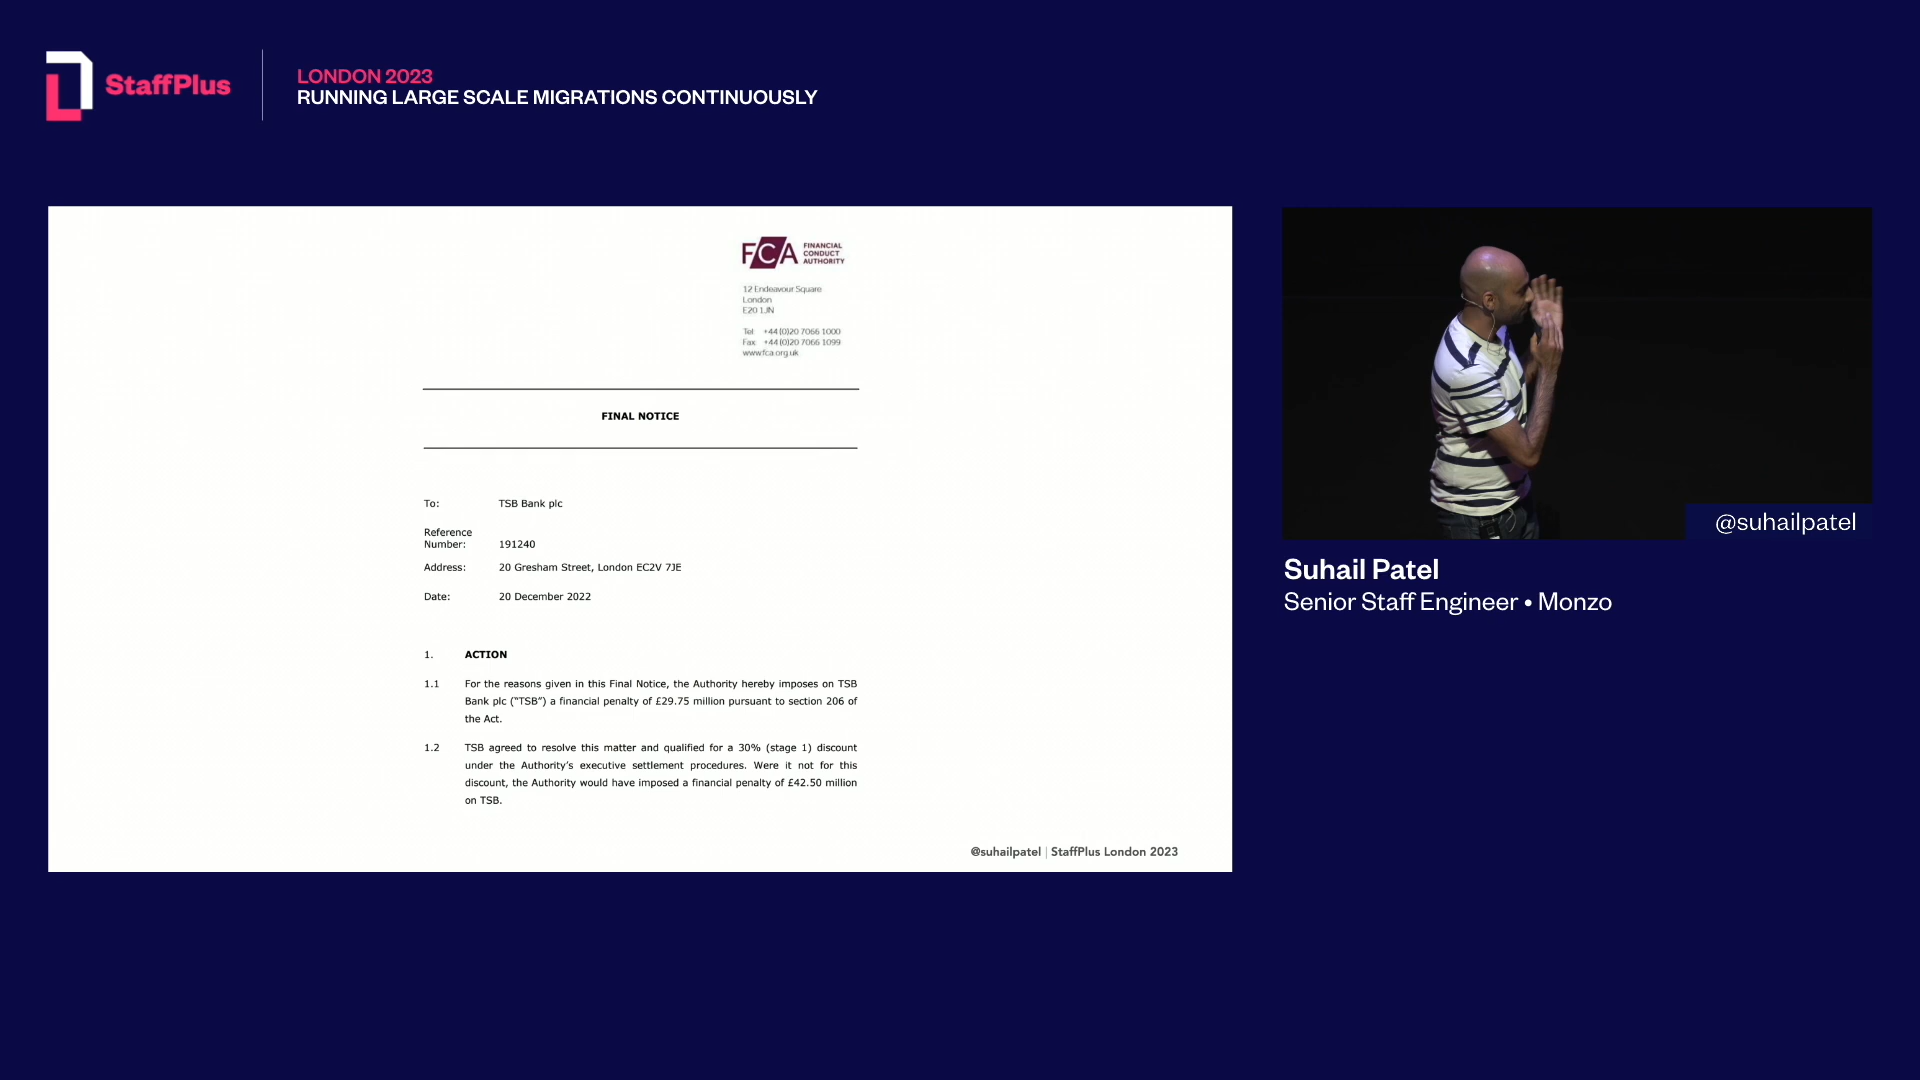 StaffPlus
LONDON 2023
RUNNING LARGE SCALE MIGRATIONS CONTINUOUSLY
FCA FINANCIAL
CONDUCT
AUTHORITY
12 Endeavour Square
London
E20 1JN
Tel: +44 (0)20 7066 1000
Fax: +44 (0)20 7066 1099
www.fca.org.uk
FINAL NOTICE
To: TSB Bank plc
Reference
Number: 191240
Address: 20 Gresham Street, London EC2V 7JE
Date: 20 December 2022
1. ACTION
1.1 For the reasons given in this Final Notice, the Authority hereby imposes on TSB
Bank plc (“TSB”) a financial penalty of £29.75 million pursuant to section 206 of
the Act.
1.2 TSB agreed to resolve this matter and qualified for a 30% (stage 1) discount
under the Authority’s executive settlement procedures. Were it not for this
discount, the Authority would have imposed a financial penalty of £42.50 million
on TSB.
@suhailpatel | StaffPlus London 2023
@suhailpatel
Suhail Patel
Senior Staff Engineer • Monzo